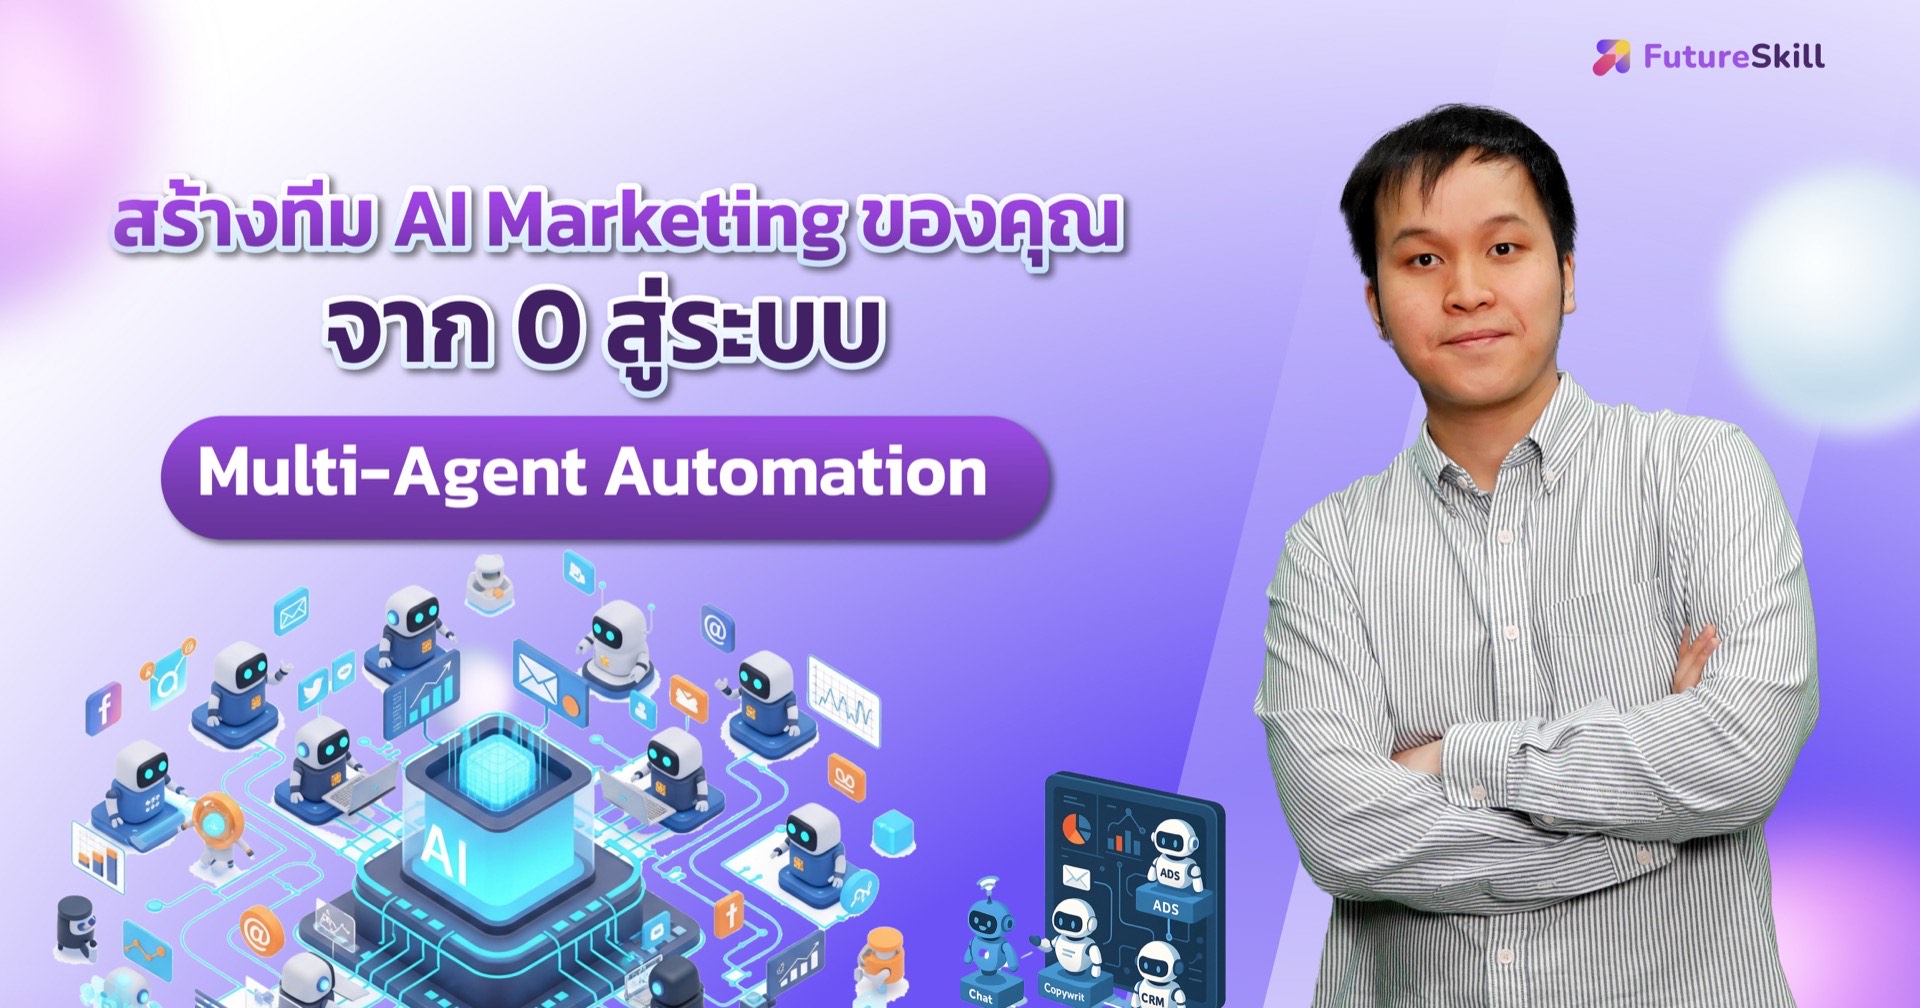 FutureSkill
สร้างทีม AI Marketing ของคุณ
จาก 0 สู่ระบบ
Multi-Agent Automation
AI
ADS
ADS
Chat
Copywrit
CRM